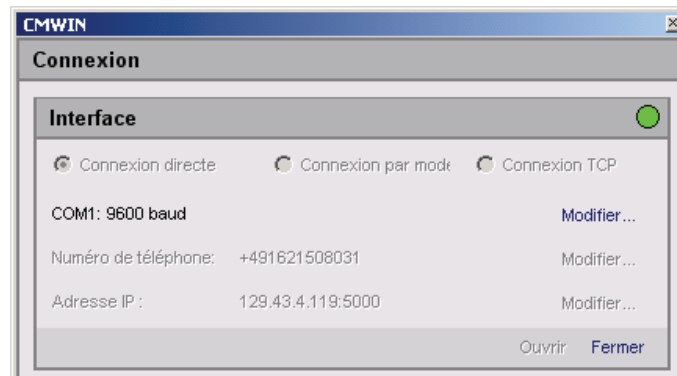 CMWIN
Connexion
Interface
Connexion directe Connexion par mode Connexion TCP
COM1: 9600 baud Modifier...
Numéro de téléphone: +491621508031 Modifier...
Adresse IP : 129.43.4.119:5000 Modifier...
Ouvrir Fermer